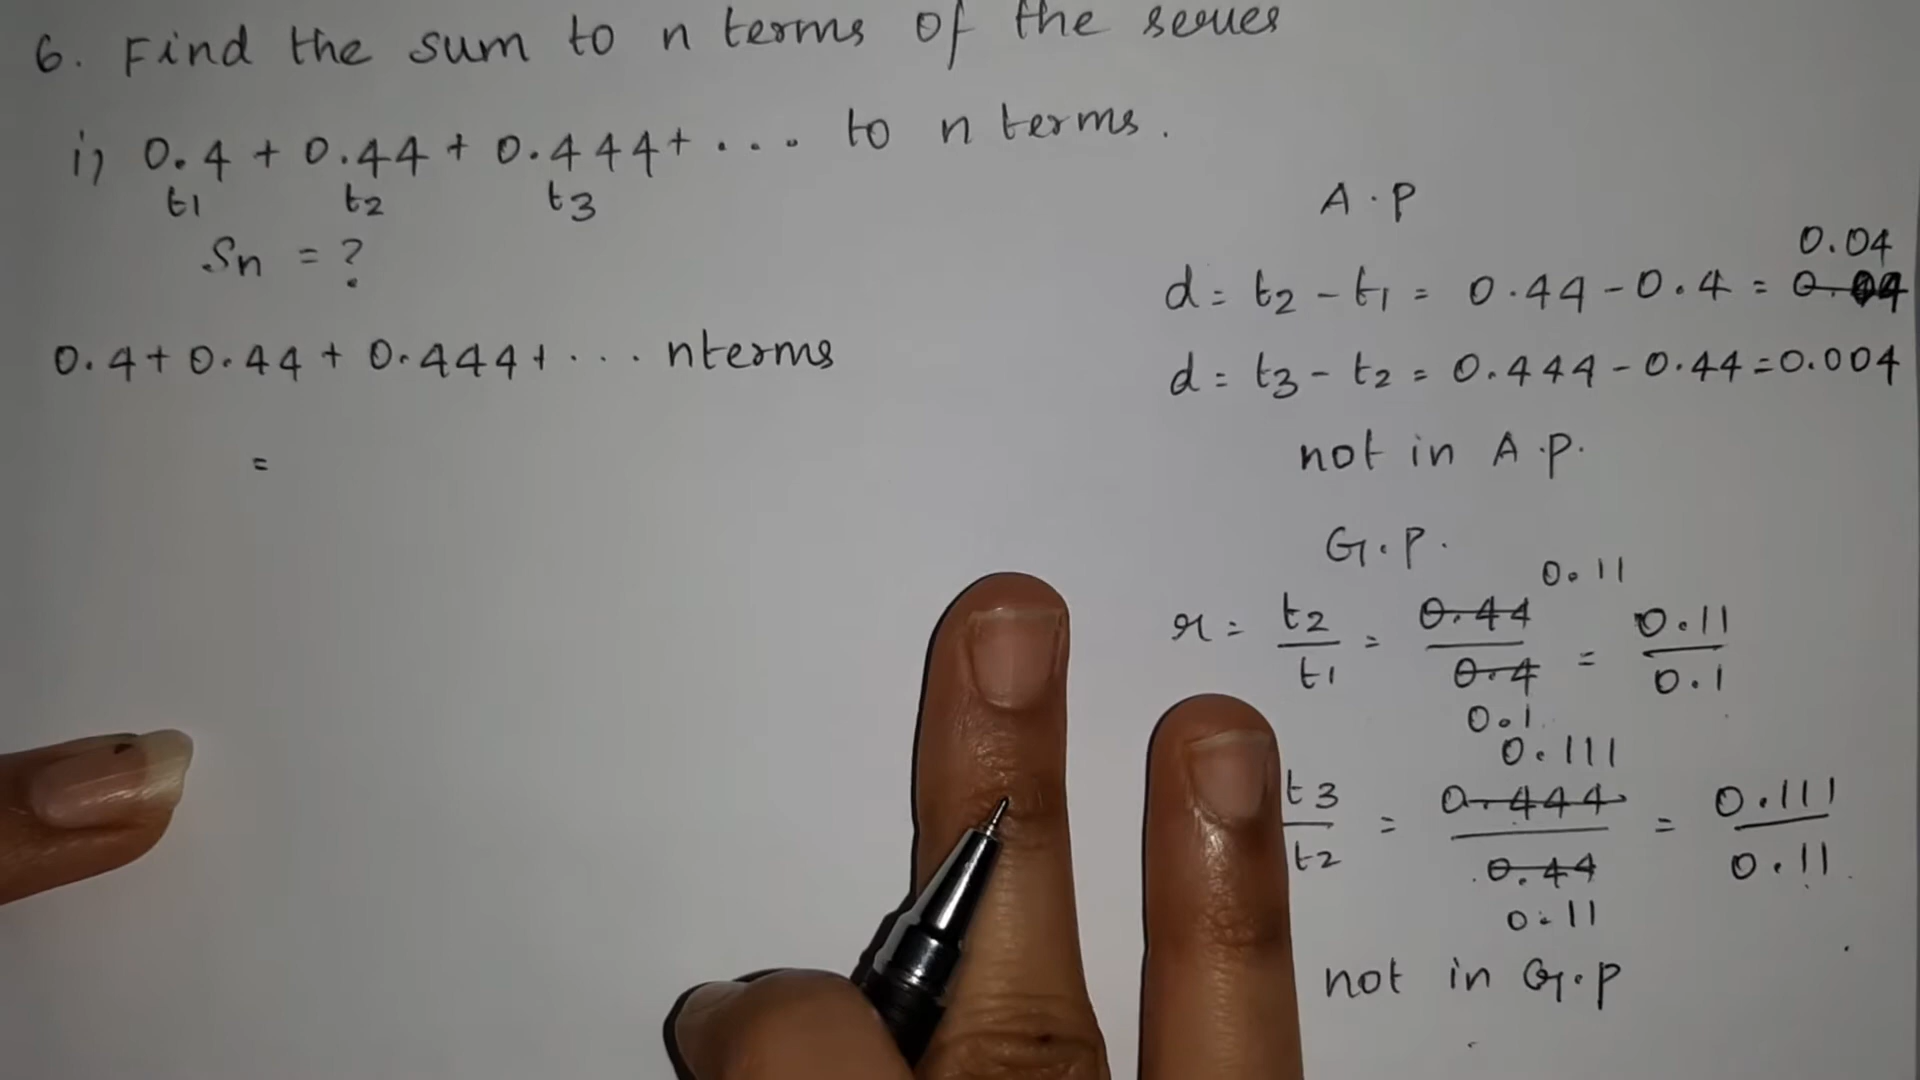 6. Find the sum to n terms of the series
i) 0.4 + 0.44 + 0.444 + ... to n terms.
t1 t2 t3
Sn = ?
0.4 + 0.44 + 0.444 + ... n terms
=
A.P
0.04
d = t2 - t1 = 0.44 - 0.4 = 0.04
d = t3 - t2 = 0.444 - 0.44 = 0.004
not in A.P.
G.P.
0.11
r = t2/t1 = 0.44/0.4 = 0.11/0.1
0.1
0.111
t3/t2 = 0.444/0.44 = 0.111/0.11
0.11
not in G.P